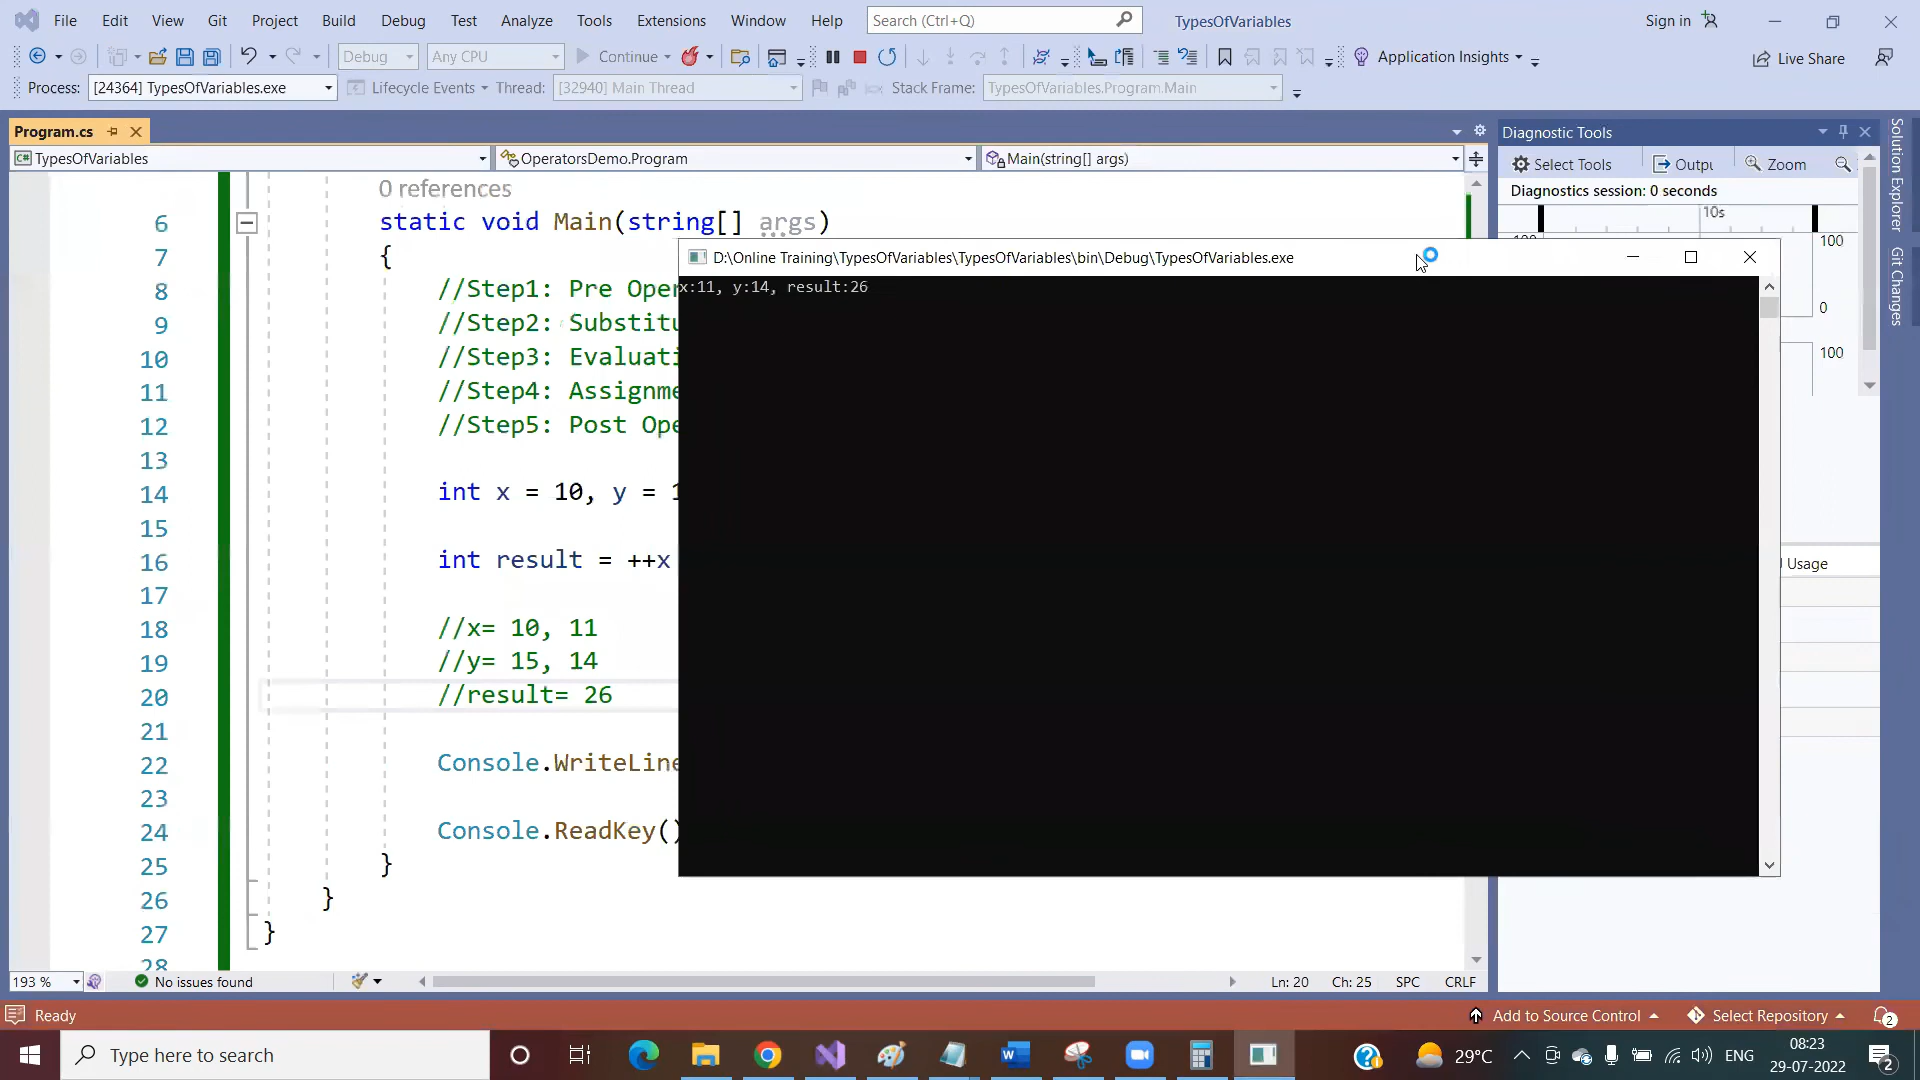 File Edit View Git Project Build Debug Test Analyze Tools Extensions Window Help Search (Ctrl+Q) TypesOfVariables Sign in
Debug Any CPU Continue Application Insights Live Share
Process: [24364] TypesOfVariables.exe Lifecycle Events Thread: [32940] Main Thread Stack Frame: TypesOfVariables.Program.Main
Program.cs
C# TypesOfVariables OperatorsDemo.Program Main(string[] args)
Diagnostic Tools
Select Tools Outpu Zoom
Diagnostics session: 0 seconds
10s
100
0
100
Usage
Solution Explorer
Git Changes
0 references
6 static void Main(string[] args)
7 {
8 //Step1: Pre Oper
9 //Step2: Substitu
10 //Step3: Evaluati
11 //Step4: Assignme
12 //Step5: Post Ope
13
14 int x = 10, y = 1
15
16 int result = ++x
17
18 //x= 10, 11
19 //y= 15, 14
20 //result= 26
21
22 Console.WriteLine
23
24 Console.ReadKey()
25 }
26 }
27 }
28
D:\Online Training\TypesOfVariables\TypesOfVariables\bin\Debug\TypesOfVariables.exe
x:11, y:14, result:26
193 % No issues found Ln: 20 Ch: 25 SPC CRLF
Ready Add to Source Control Select Repository 2
Type here to search 29°C ENG 08:23
29-07-2022 2